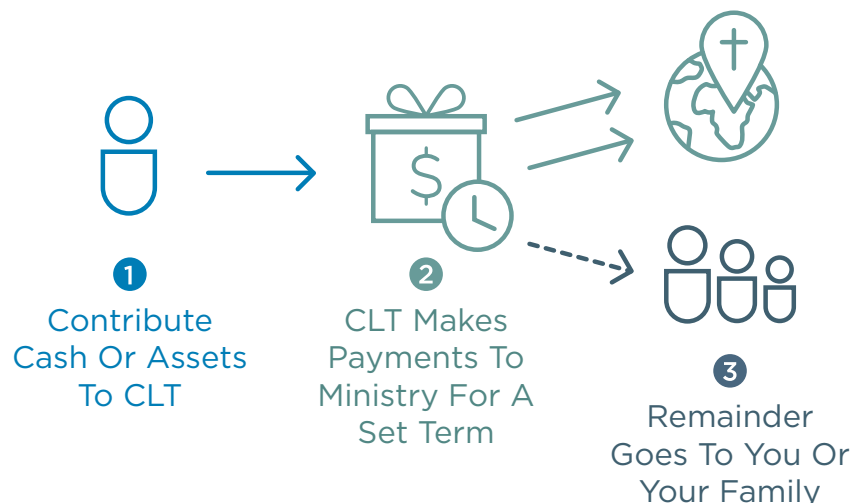 $
1
Contribute
Cash Or Assets
To CLT
2
CLT Makes
Payments To
Ministry For A
Set Term
3
Remainder
Goes To You Or
Your Family